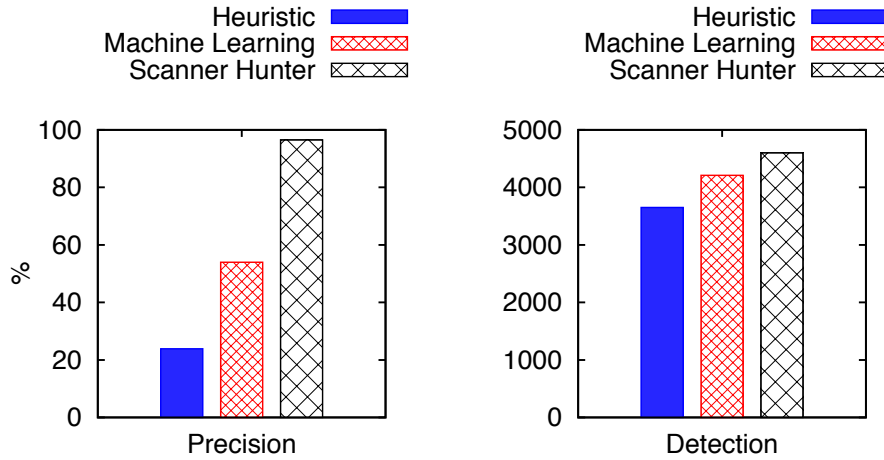 Heuristic
Machine Learning
Scanner Hunter
100
80
60
40
20
0
%
Precision
Heuristic
Machine Learning
Scanner Hunter
5000
4000
3000
2000
1000
0
Detection